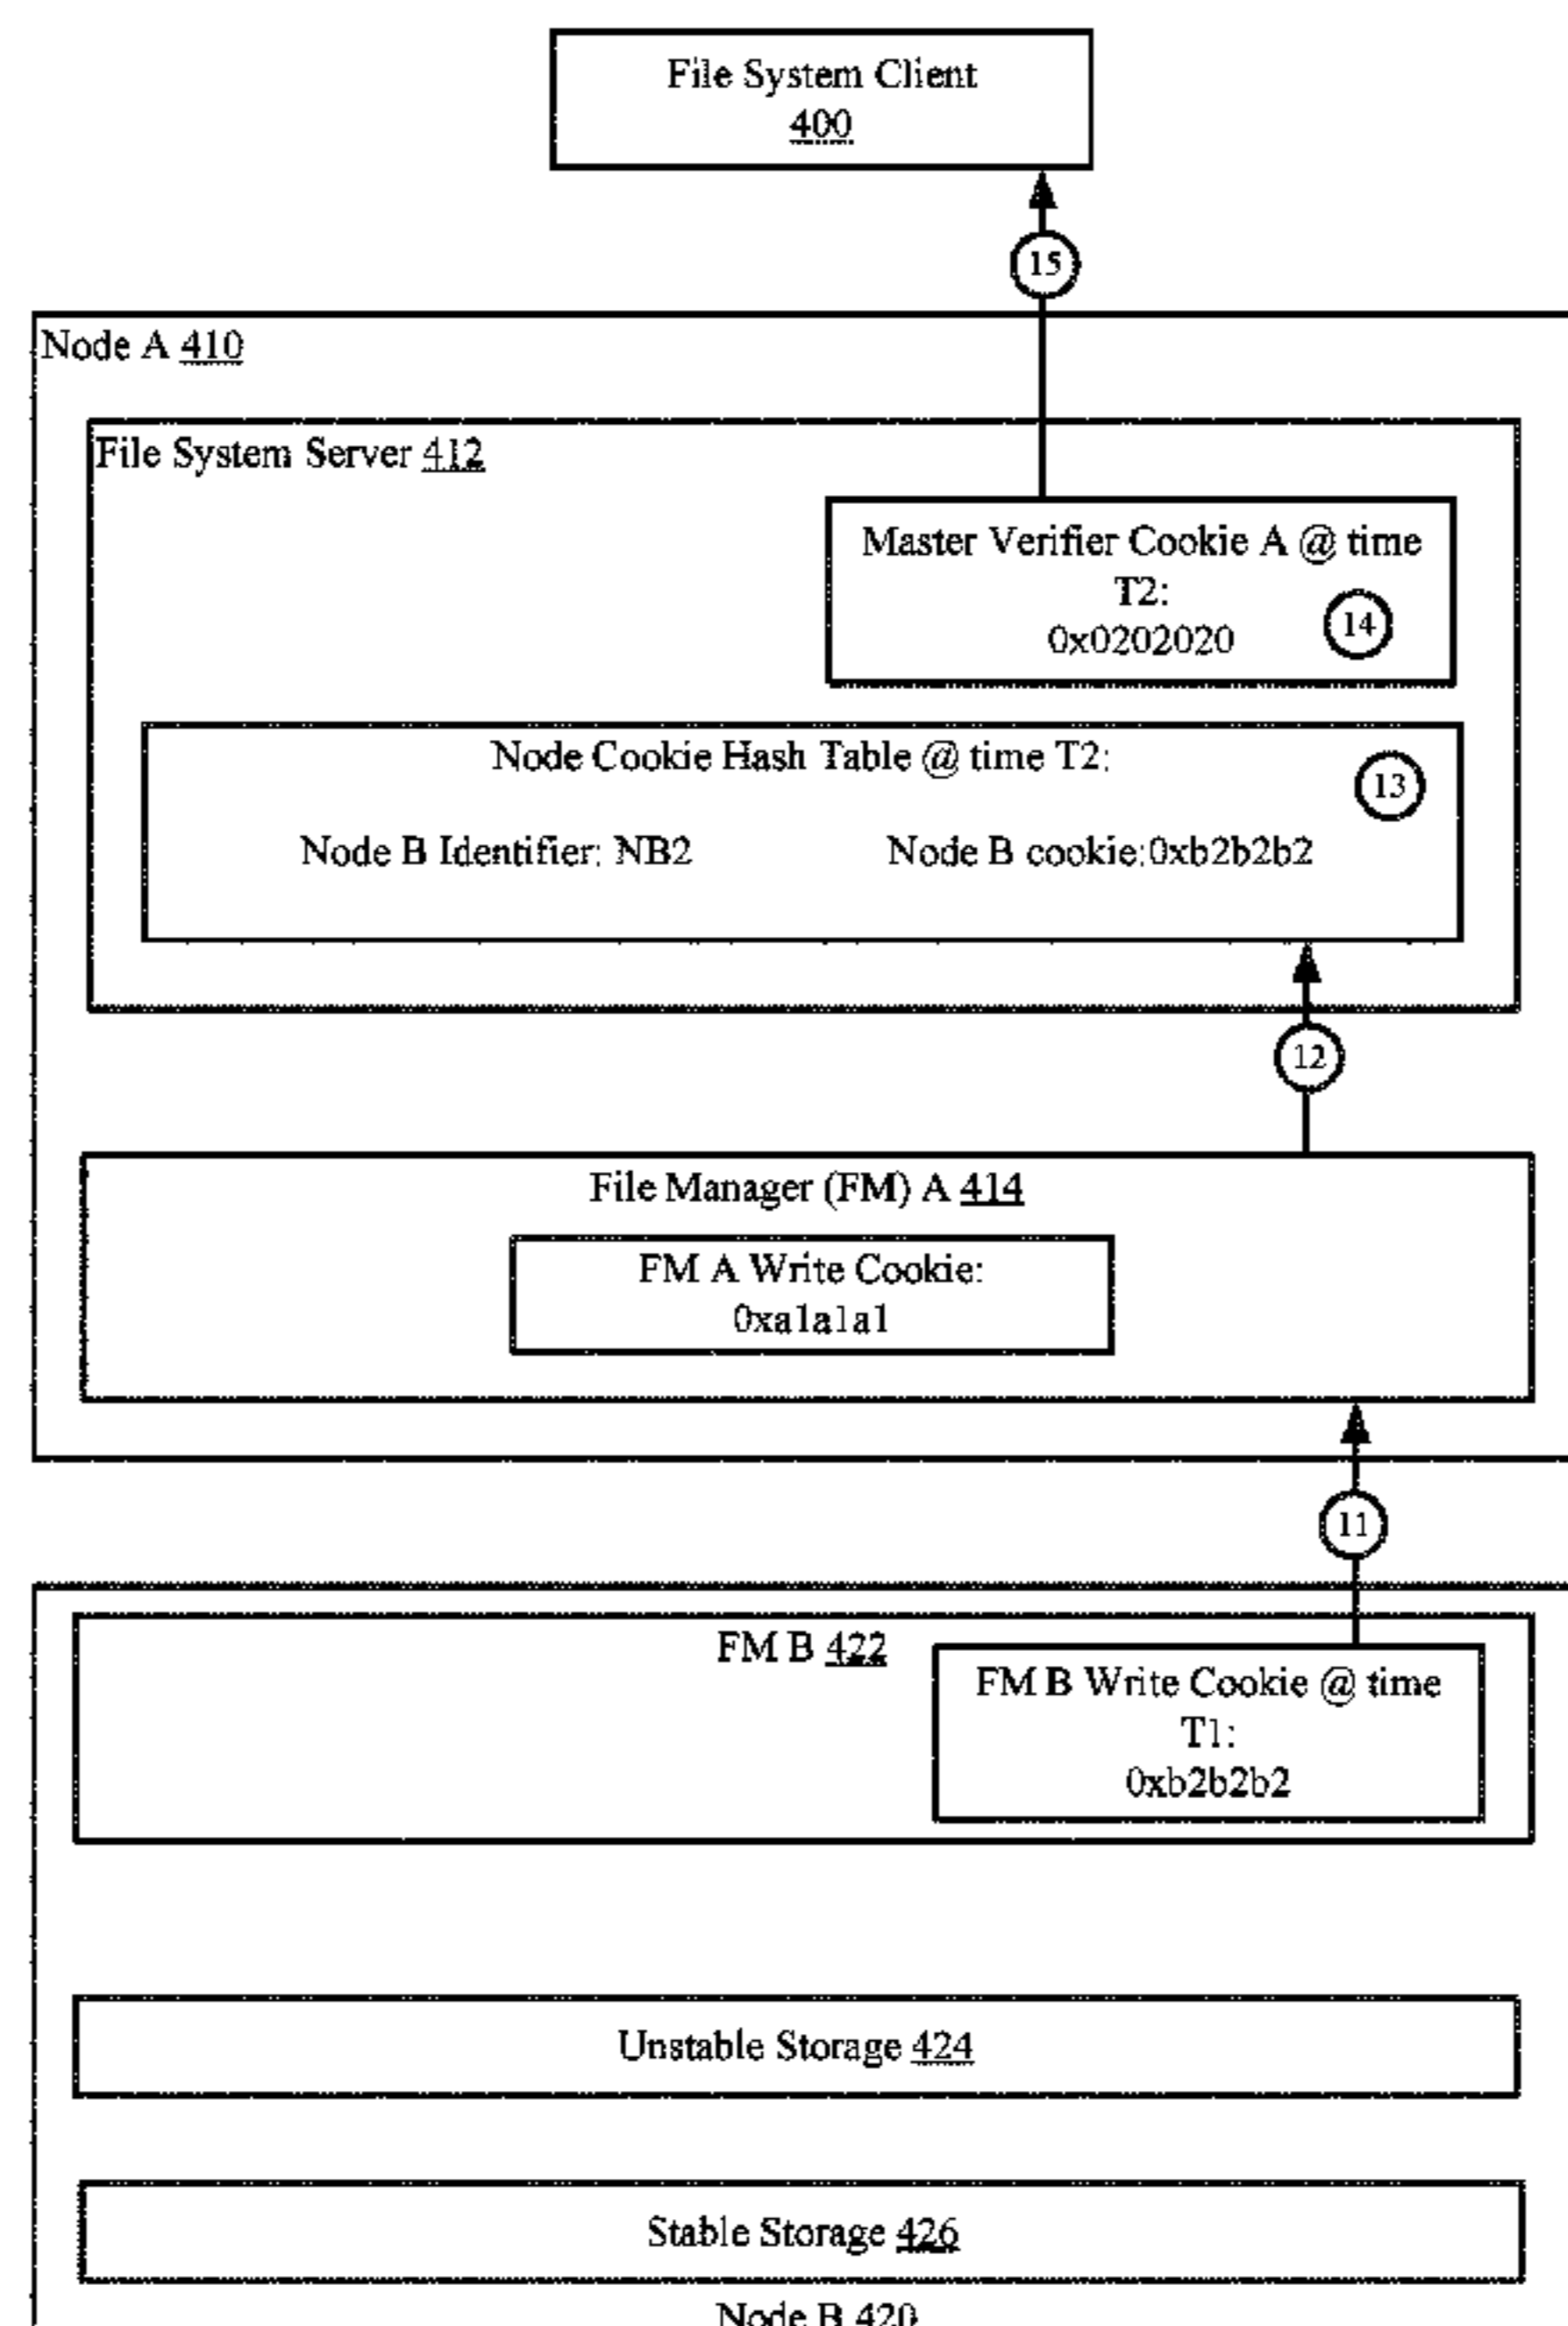 File System Client
400
15
Node A 410
File System Server 412
Master Verifier Cookie A @ time
T2:
14
0x0202020
Node Cookie Hash Table @ time T2:
13
Node B Identifier: NB2 Node B cookie:0xb2b2b2
12
File Manager (FM) A 414
FM A Write Cookie:
0xa1a1a1
11
FM B 422
FM B Write Cookie @ time
T1:
0xb2b2b2
Unstable Storage 424
Stable Storage 426
Node B 420